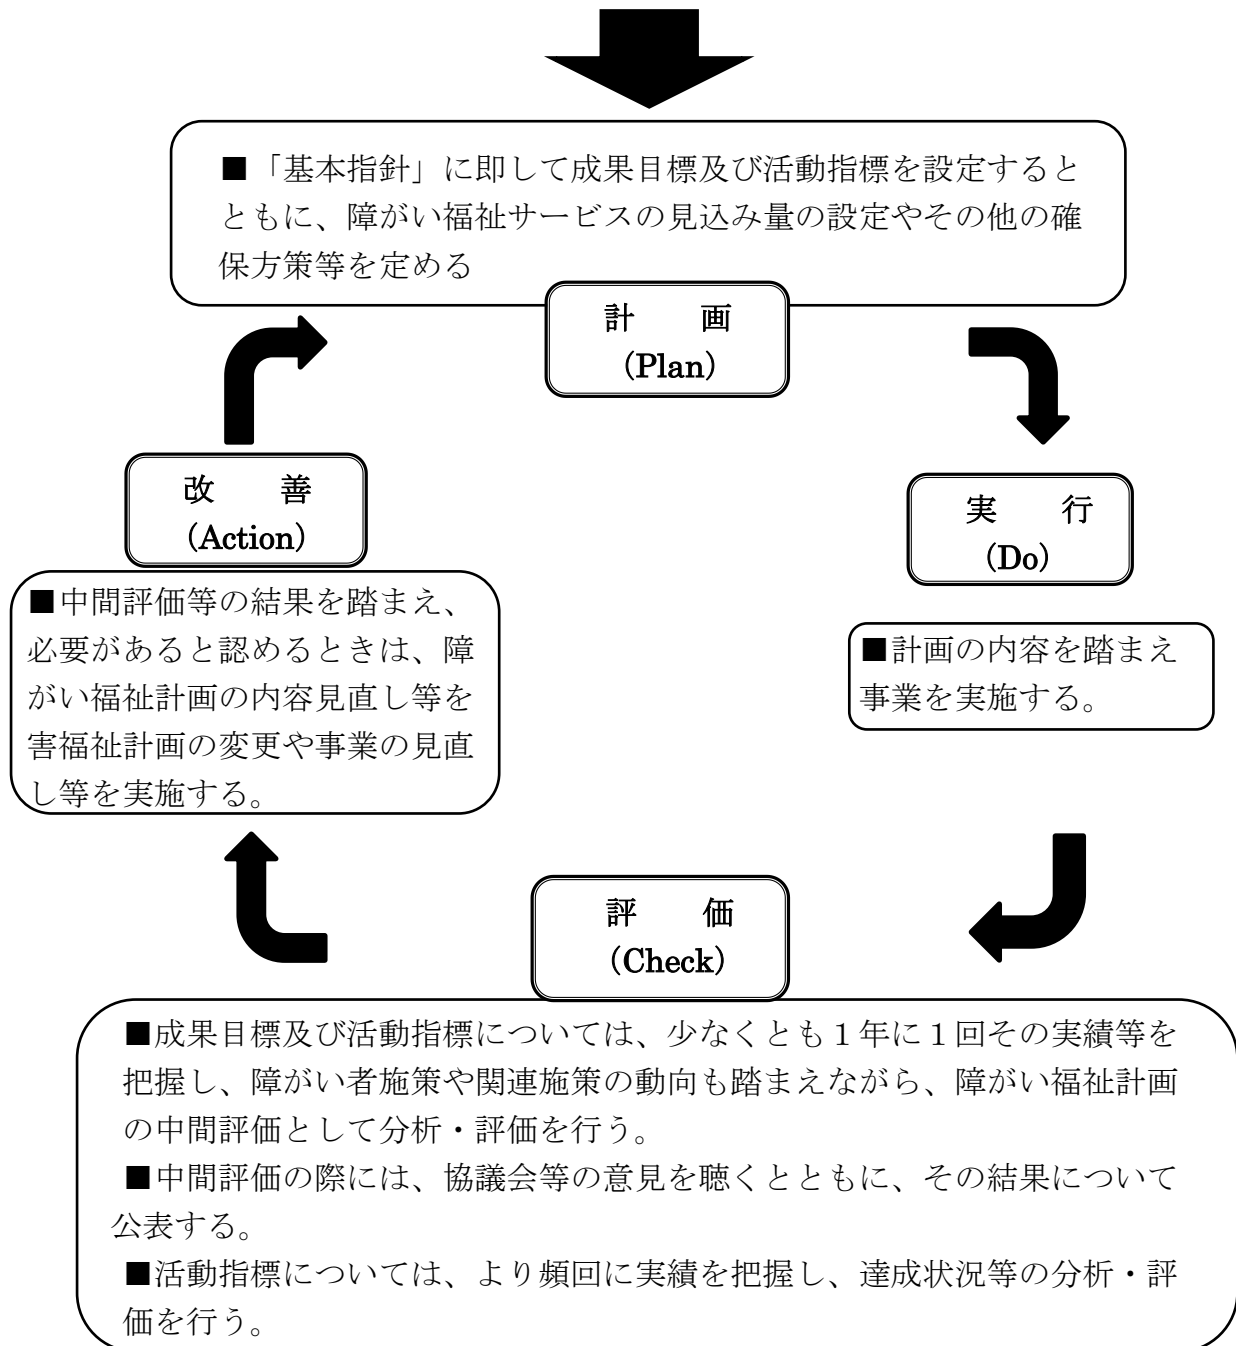 ■「基本指針」に即して成果目標及び活動指標を設定すると
ともに、障がい福祉サービスの見込み量の設定やその他の確
保方策等を定める
計　画
(Plan)
改　善
(Action)
実　行
(Do)
■中間評価等の結果を踏まえ、
必要があると認めるときは、障
がい福祉計画の内容見直し等を
害福祉計画の変更や事業の見直
し等を実施する。
■計画の内容を踏まえ
事業を実施する。
評　価
(Check)
■成果目標及び活動指標については、少なくとも１年に１回その実績等を
把握し、障がい者施策や関連施策の動向も踏まえながら、障がい福祉計画
の中間評価として分析・評価を行う。
■中間評価の際には、協議会等の意見を聴くとともに、その結果について
公表する。
■活動指標については、より頻回に実績を把握し、達成状況等の分析・評
価を行う。